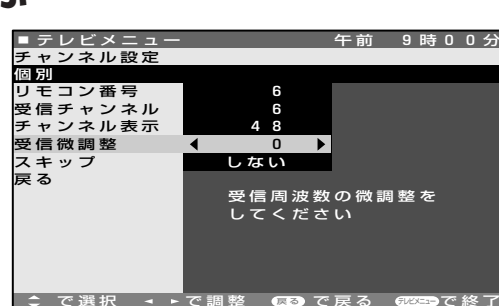 ■テレビメニュー 午前 9時00分
チャンネル設定
個別
リモコン番号 6
受信チャンネル 6
チャンネル表示 48
受信微調整 ◀ 0 ▶
スキップ しない
戻る
受信周波数の微調整を
してください
で選択 ◀ ▶で調整 戻る で戻る テレビメニューで終了